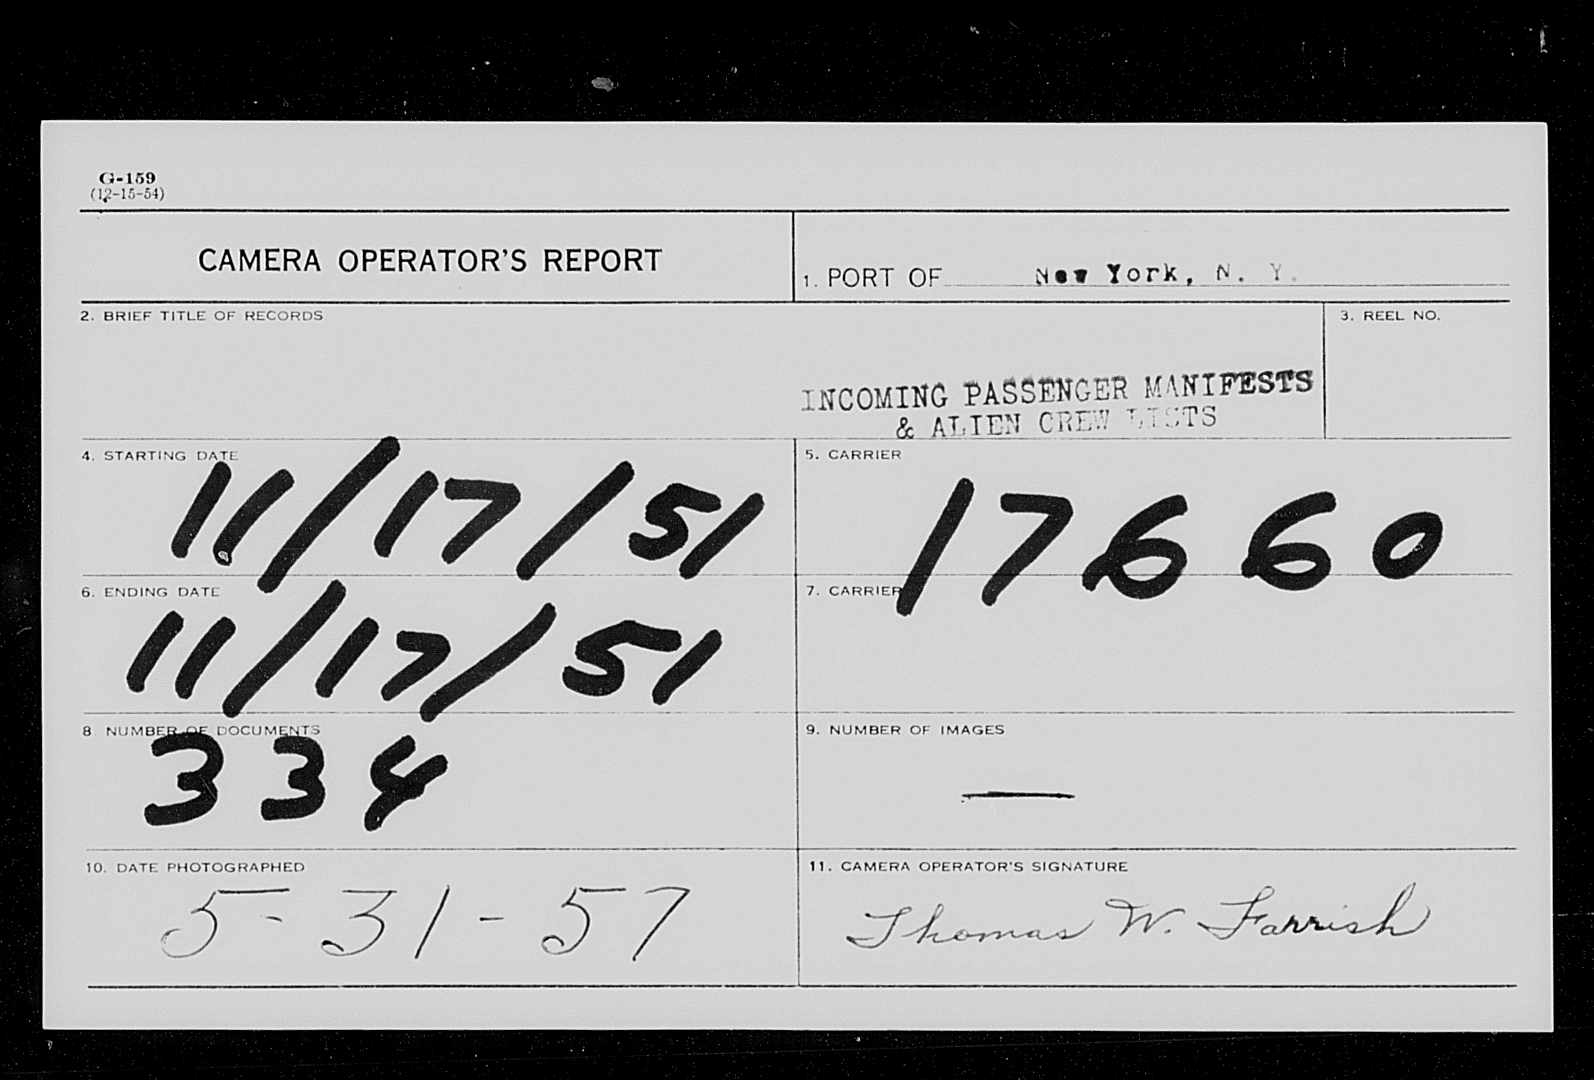 G-159
(12-15-54)
CAMERA OPERATOR'S REPORT
1. PORT OF New York, N. Y.
2. BRIEF TITLE OF RECORDS
3. REEL NO.
INCOMING PASSENGER MANIFESTS
& ALIEN CREW LISTS
4. STARTING DATE
11/17/51
5. CARRIER
17660
6. ENDING DATE
11/17/51
7. CARRIER
8. NUMBER OF DOCUMENTS
334
9. NUMBER OF IMAGES
—
10. DATE PHOTOGRAPHED
5-31-57
11. CAMERA OPERATOR'S SIGNATURE
Thomas W. Farrish